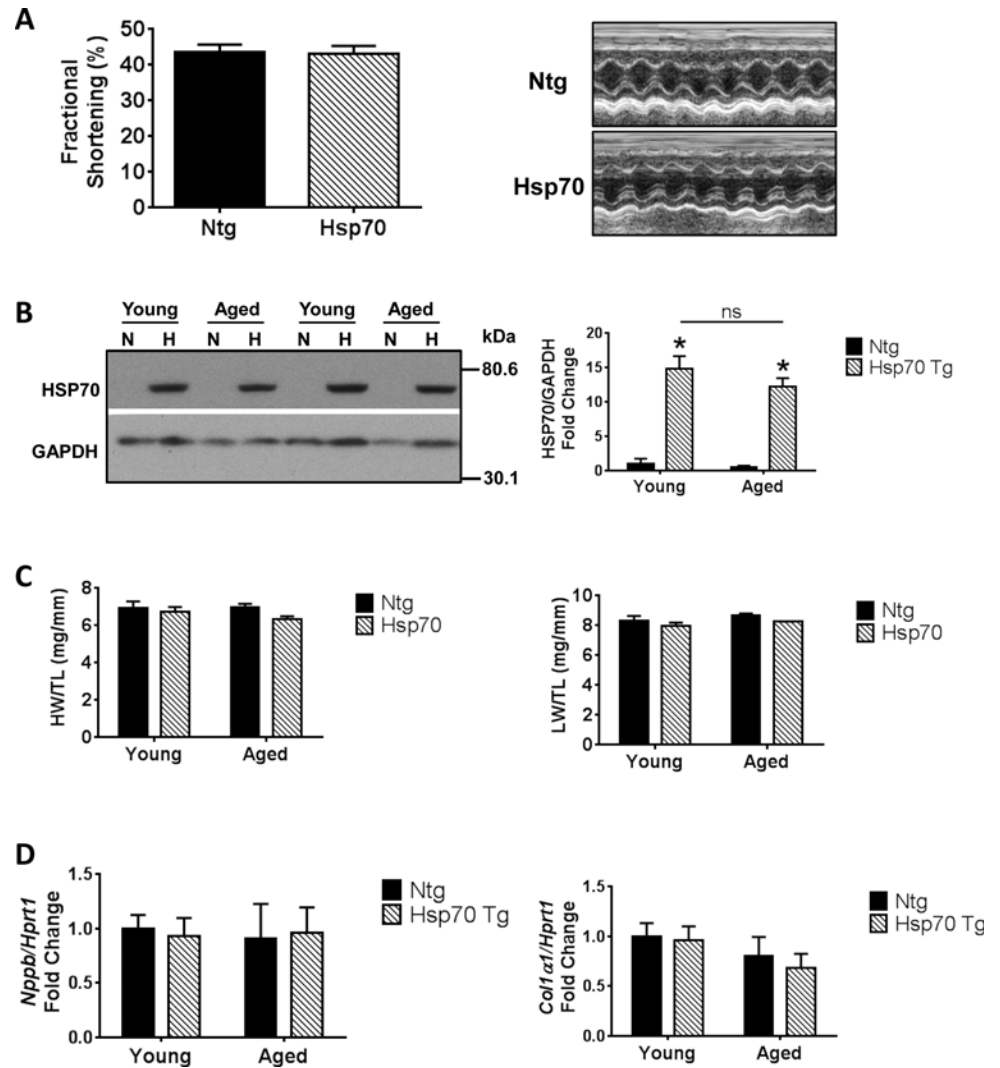 A
Fractional
Shortening (%)
50
40
30
20
10
0
Ntg
Hsp70
Ntg
Hsp70
B
Young Aged Young Aged
N H N H N H N H
kDa
HSP70
80.6
GAPDH
30.1
HSP70/GAPDH
Fold Change
20
15
10
5
0
ns
*
*
Young
Aged
Ntg
Hsp70 Tg
C
HW/TL (mg/mm)
8
6
4
2
0
Young
Aged
Ntg
Hsp70
LW/TL (mg/mm)
10
8
6
4
2
0
Young
Aged
Ntg
Hsp70
D
Nppb/Hprt1
Fold Change
1.5
1.0
0.5
0.0
Young
Aged
Ntg
Hsp70 Tg
Col1α1/Hprt1
Fold Change
1.5
1.0
0.5
0.0
Young
Aged
Ntg
Hsp70 Tg